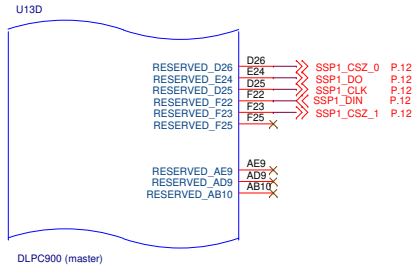 U13D
RESERVED_D26 D26 SSP1_CSZ_0 P.12
RESERVED_E24 E24 SSP1_DO P.12
RESERVED_D25 D25 SSP1_CLK P.12
RESERVED_F22 F22 SSP1_DIN P.12
RESERVED_F23 F23 SSP1_CSZ_1 P.12
RESERVED_F25 F25
RESERVED_AE9 AE9
RESERVED_AD9 AD9
RESERVED_AB10 AB10
DLPC900 (master)